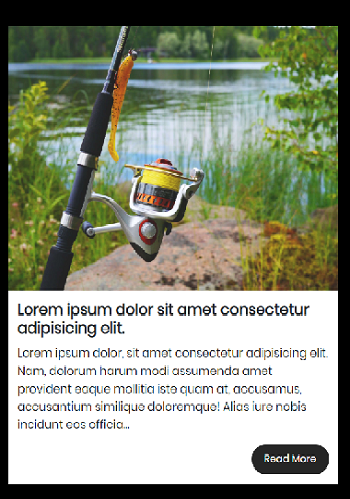 Lorem ipsum dolor sit amet consectetur
adipisicing elit.
Lorem ipsum dolor, sit amet consectetur adipisicing elit.
Nam, dolorum harum modi assumenda amet
provident eaque mollitia iste quam at, accusamus,
accusantium similique doloremque! Alias iure nobis
incidunt eos officia...
Read More